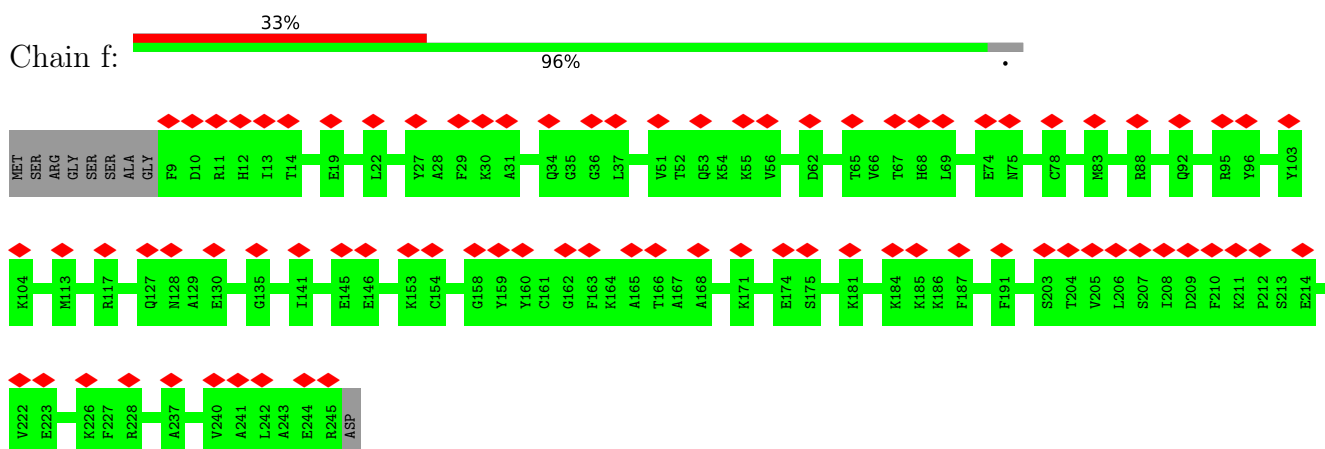 33%
Chain f:
96%
.
MET SER ARG GLY SER SER ALA GLY F9 D10 R11 H12 I13 T14 E19 L22 Y27 A28 F29 K30 A31 Q34 G35 G36 L37 V51 T52 Q53 K54 K55 V56 D62 T65 V66 T67 H68 L69 E74 N75 C78 M83 R88 Q92 R95 Y96 Y103
K104 M113 R117 Q127 N128 A129 E130 G135 I141 E145 E146 K153 C154 G158 Y159 Y160 C161 G162 F163 K164 A165 T166 A167 A168 K171 E174 S175 K181 K184 K185 K186 F187 F191 S203 T204 V205 L206 S207 I208 D209 F210 K211 P212 S213 E214
V222 E223 K226 F227 R228 A237 V240 A241 L242 A243 E244 R245 ASP